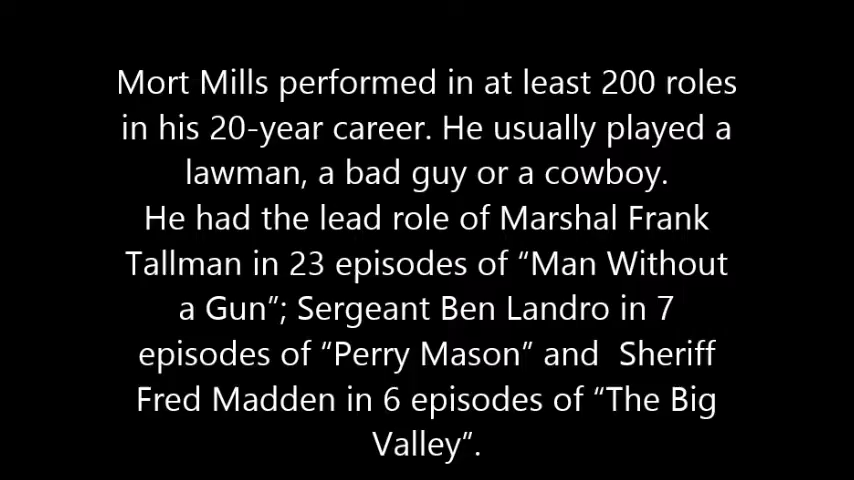 Mort Mills performed in at least 200 roles
in his 20-year career. He usually played a
lawman, a bad guy or a cowboy.
He had the lead role of Marshal Frank
Tallman in 23 episodes of “Man Without
a Gun”; Sergeant Ben Landro in 7
episodes of “Perry Mason” and  Sheriff
Fred Madden in 6 episodes of “The Big
Valley”.